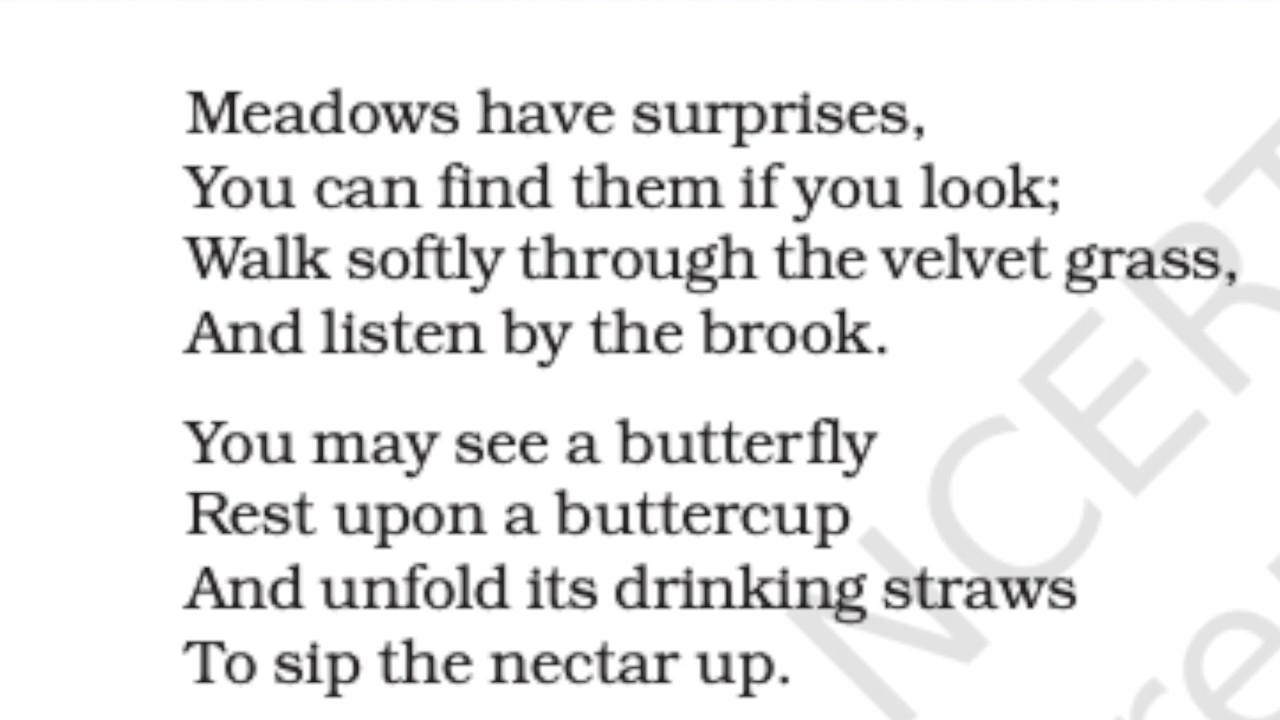 Meadows have surprises,
You can find them if you look;
Walk softly through the velvet grass,
And listen by the brook.
You may see a butterfly
Rest upon a buttercup
And unfold its drinking straws
To sip the nectar up.
NCERT
re